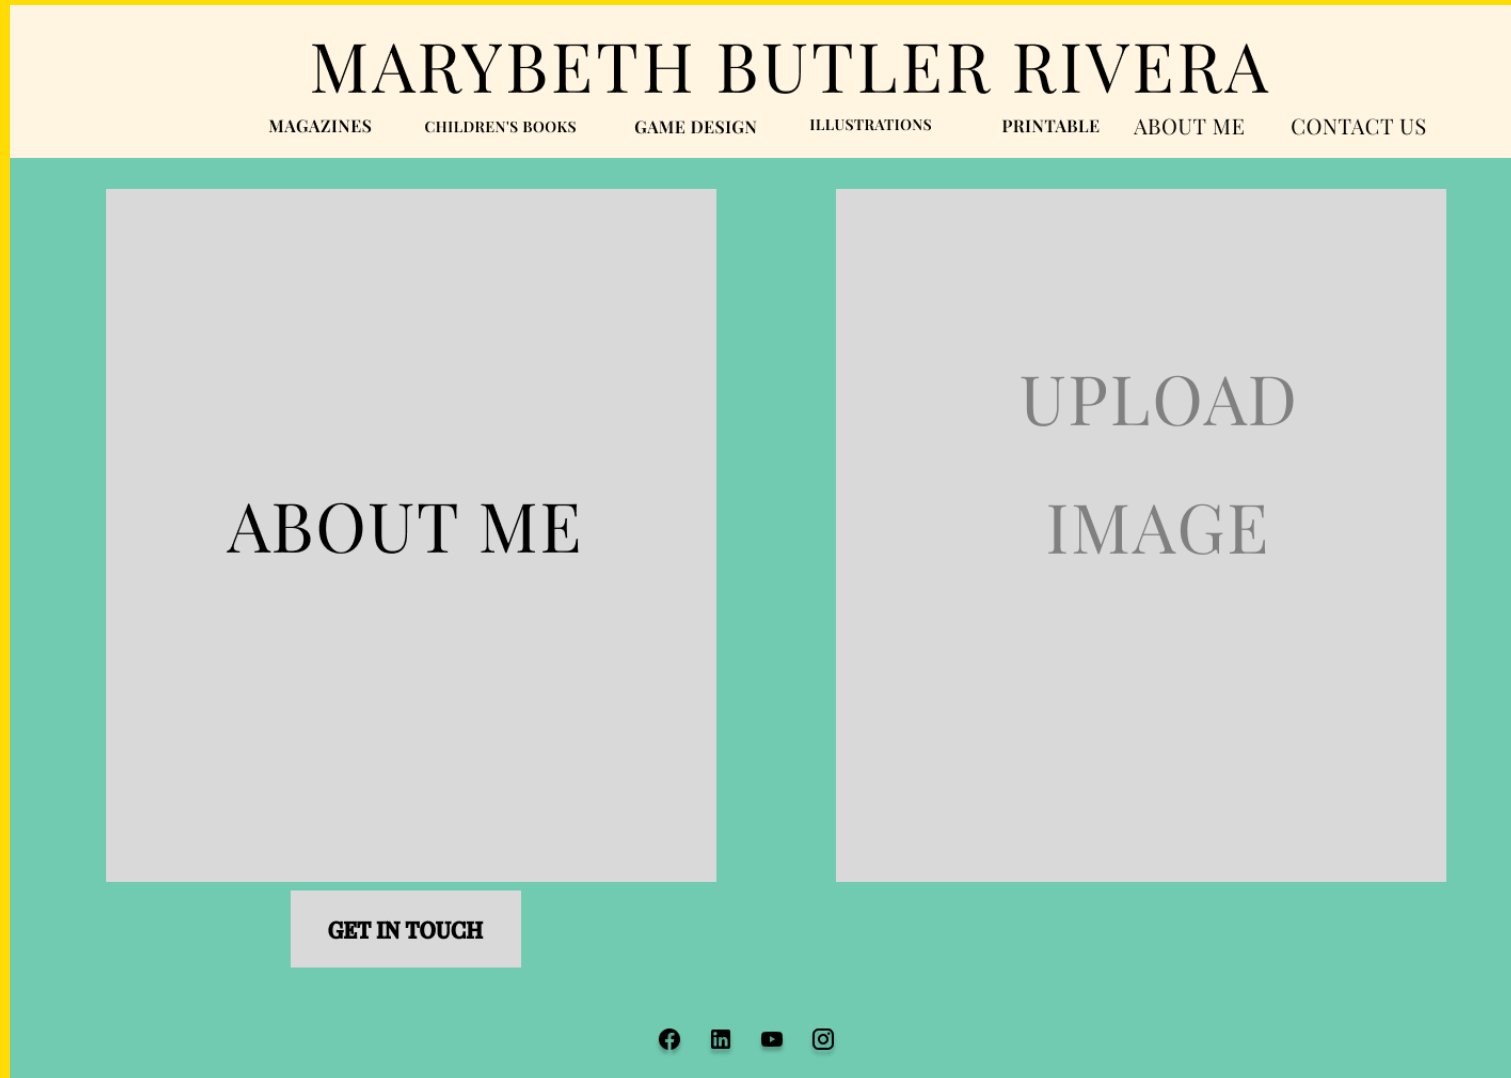 MARYBETH BUTLER RIVERA
MAGAZINES CHILDREN'S BOOKS GAME DESIGN ILLUSTRATIONS PRINTABLE ABOUT ME CONTACT US
ABOUT ME
UPLOAD
IMAGE
GET IN TOUCH